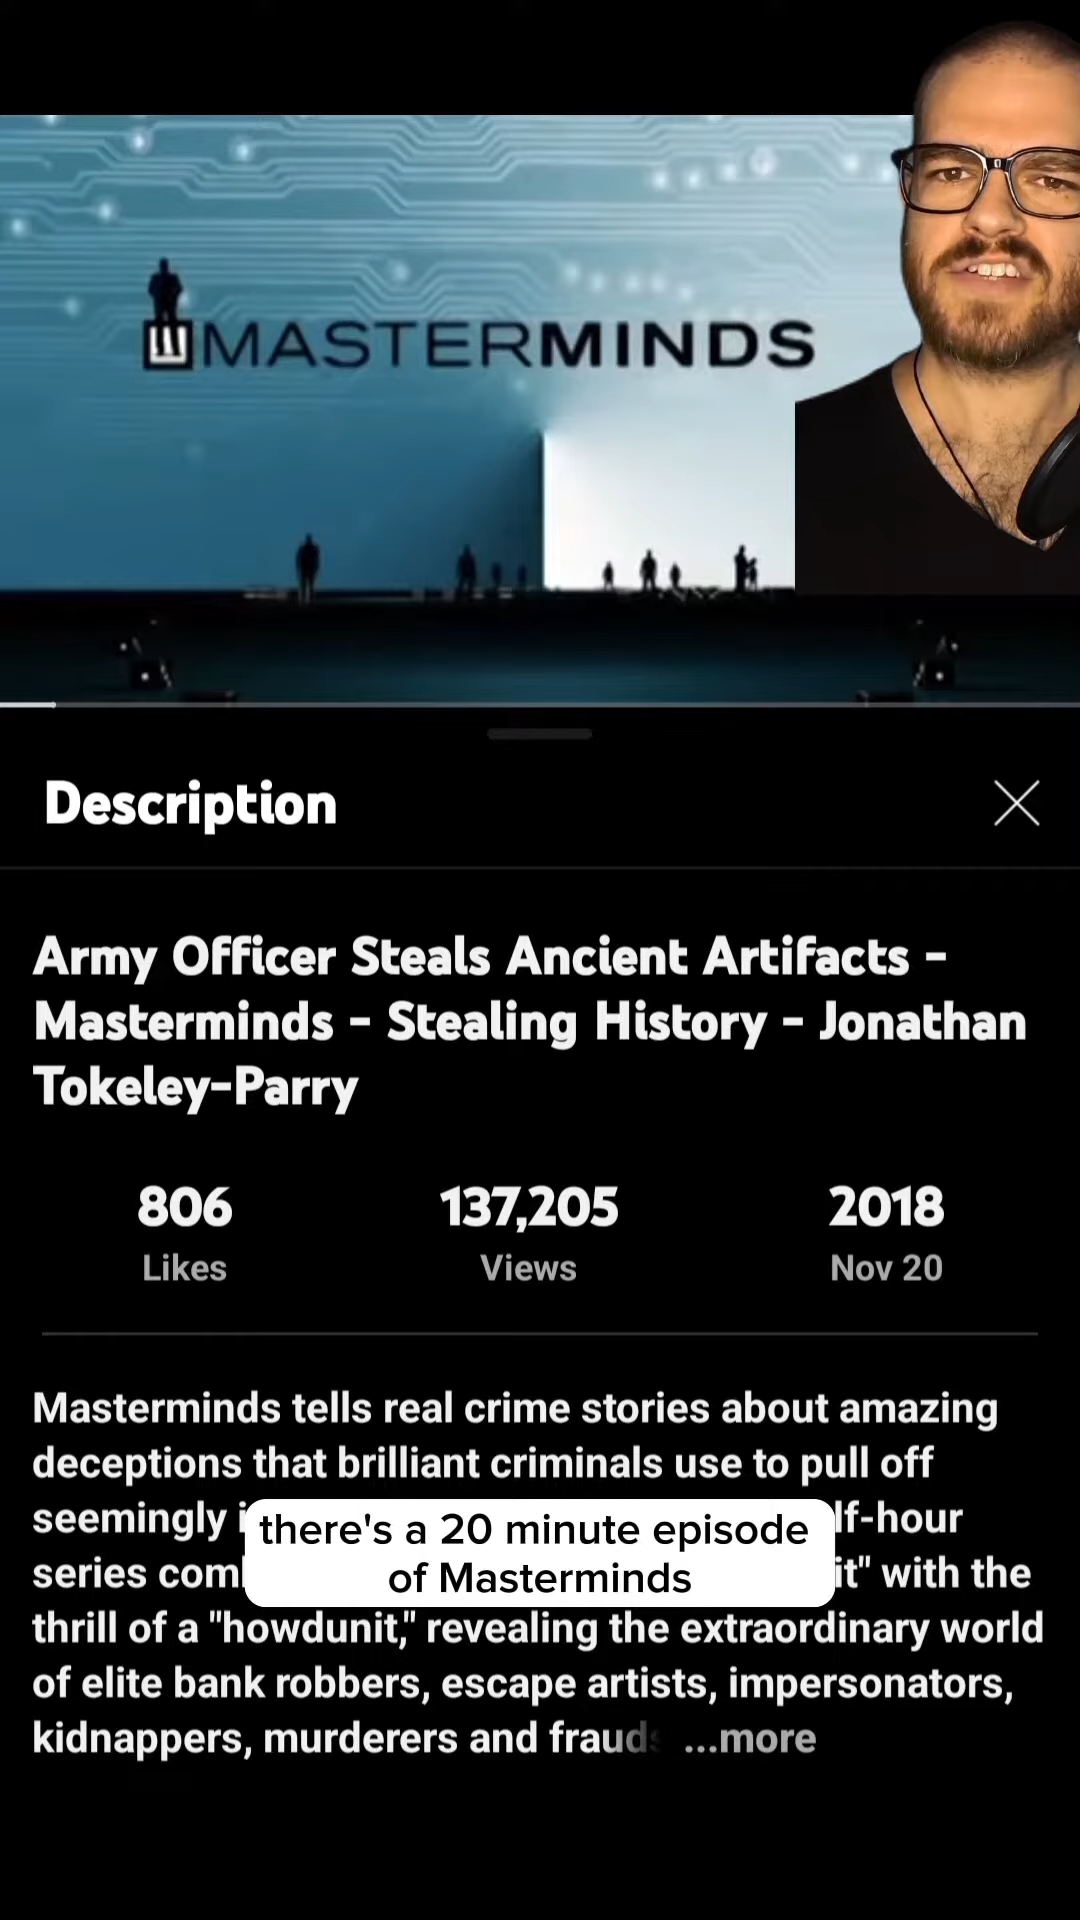 MASTERMINDS
Description
Army Officer Steals Ancient Artifacts -
Masterminds - Stealing History - Jonathan
Tokeley-Parry
806 137,205 2018
Likes Views Nov 20
Masterminds tells real crime stories about amazing
deceptions that brilliant criminals use to pull off
seemingly lf-hour
there's a 20 minute episode
series it" with the
of Masterminds
thrill of a "howdunit," revealing the extraordinary world
of elite bank robbers, escape artists, impersonators,
kidnappers, murderers and frauds ...more